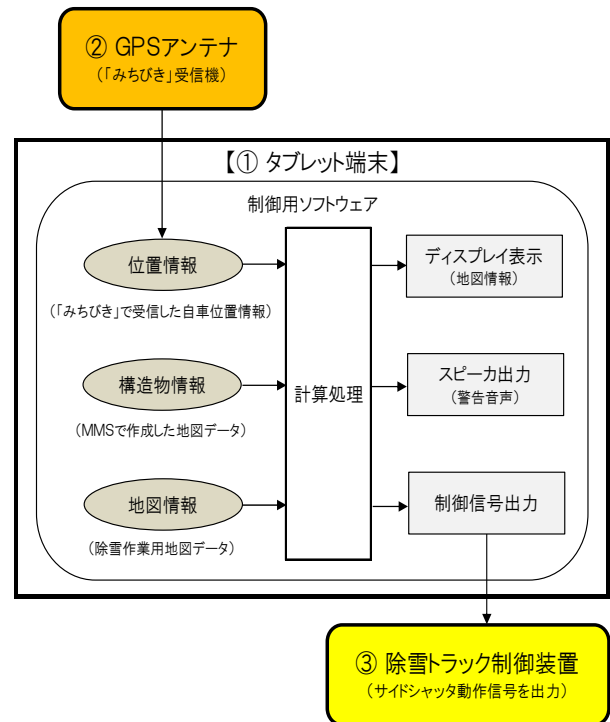 ② GPSアンテナ
(「みちびき」受信機)
【① タブレット端末】
制御用ソフトウェア
位置情報
(「みちびき」で受信した自車位置情報)
構造物情報
(MMSで作成した地図データ)
地図情報
(除雪作業用地図データ)
計算処理
ディスプレイ表示
(地図情報)
スピーカ出力
(警告音声)
制御信号出力
③ 除雪トラック制御装置
(サイドシャッタ動作信号を出力)